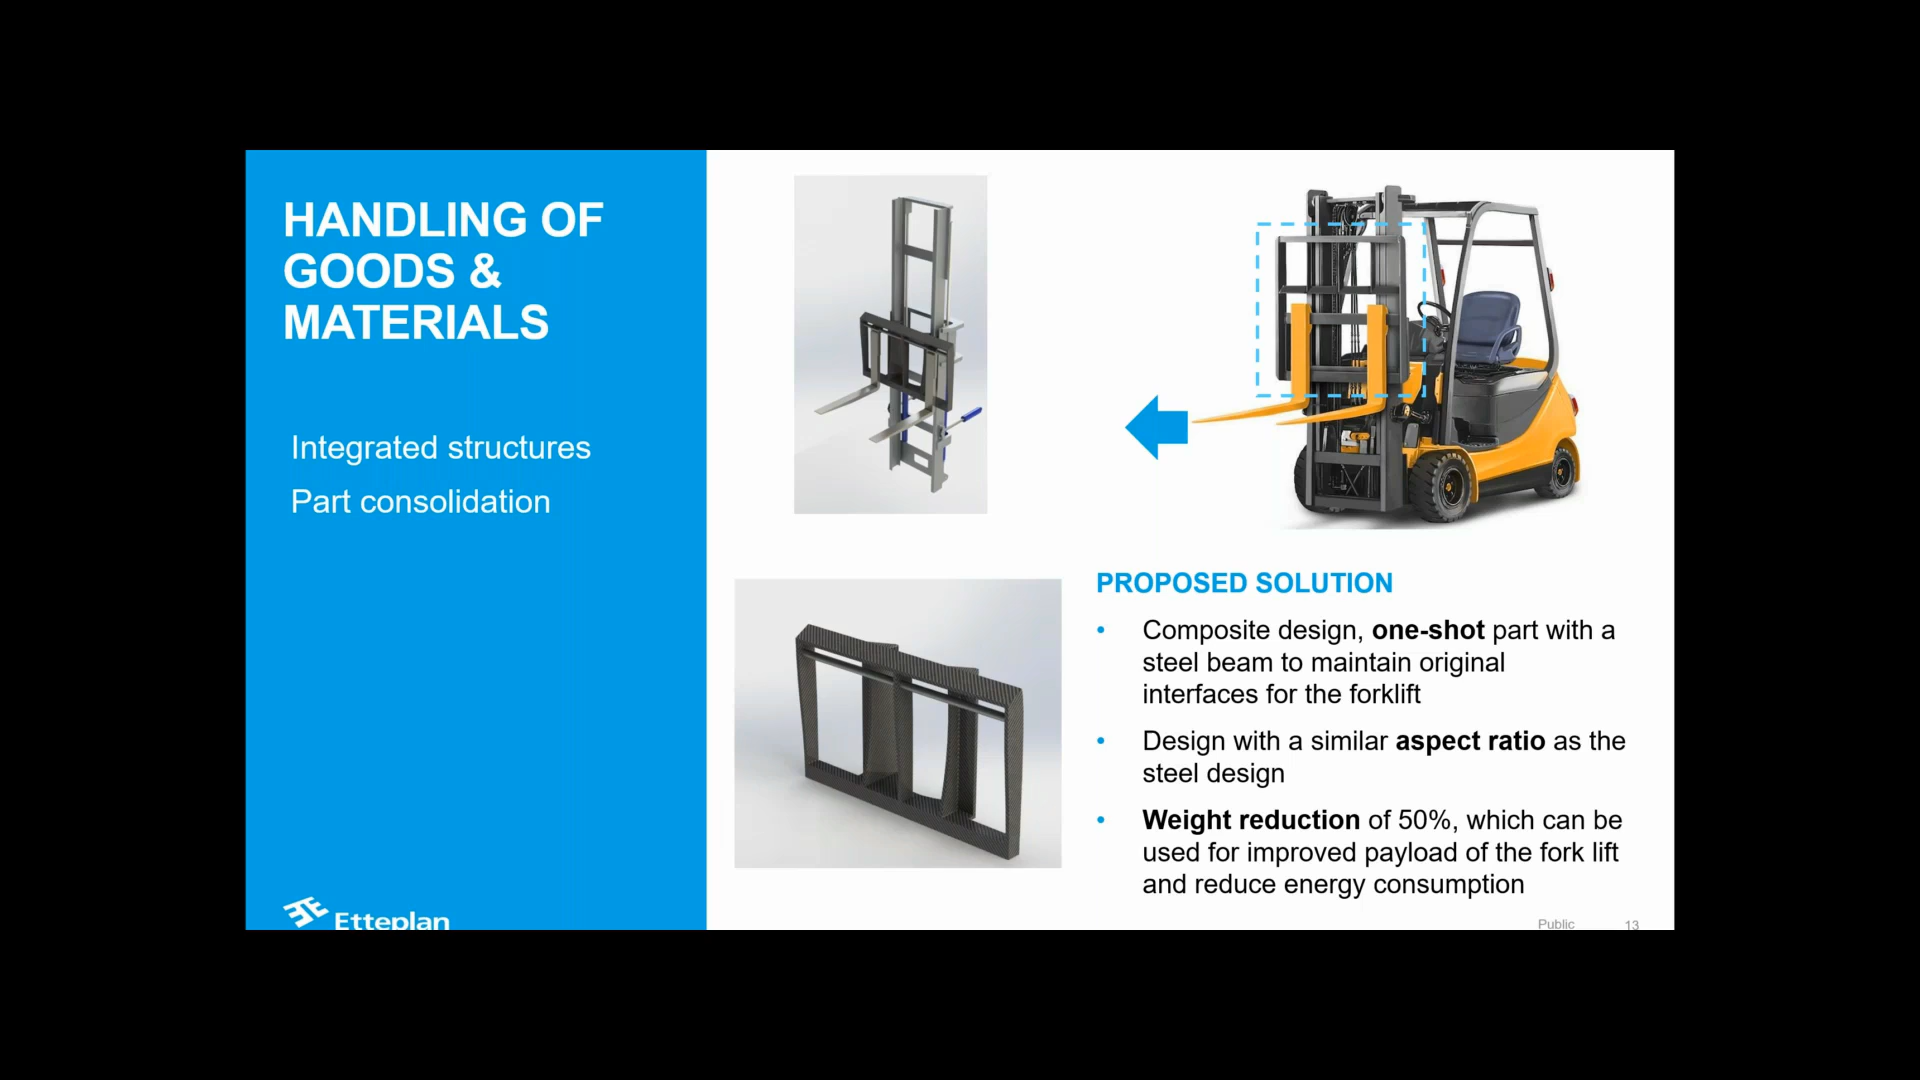 HANDLING OF
GOODS &
MATERIALS
Integrated structures
Part consolidation
Etteplan
PROPOSED SOLUTION
• Composite design, one-shot part with a
steel beam to maintain original
interfaces for the forklift
• Design with a similar aspect ratio as the
steel design
• Weight reduction of 50%, which can be
used for improved payload of the fork lift
and reduce energy consumption
Public 13